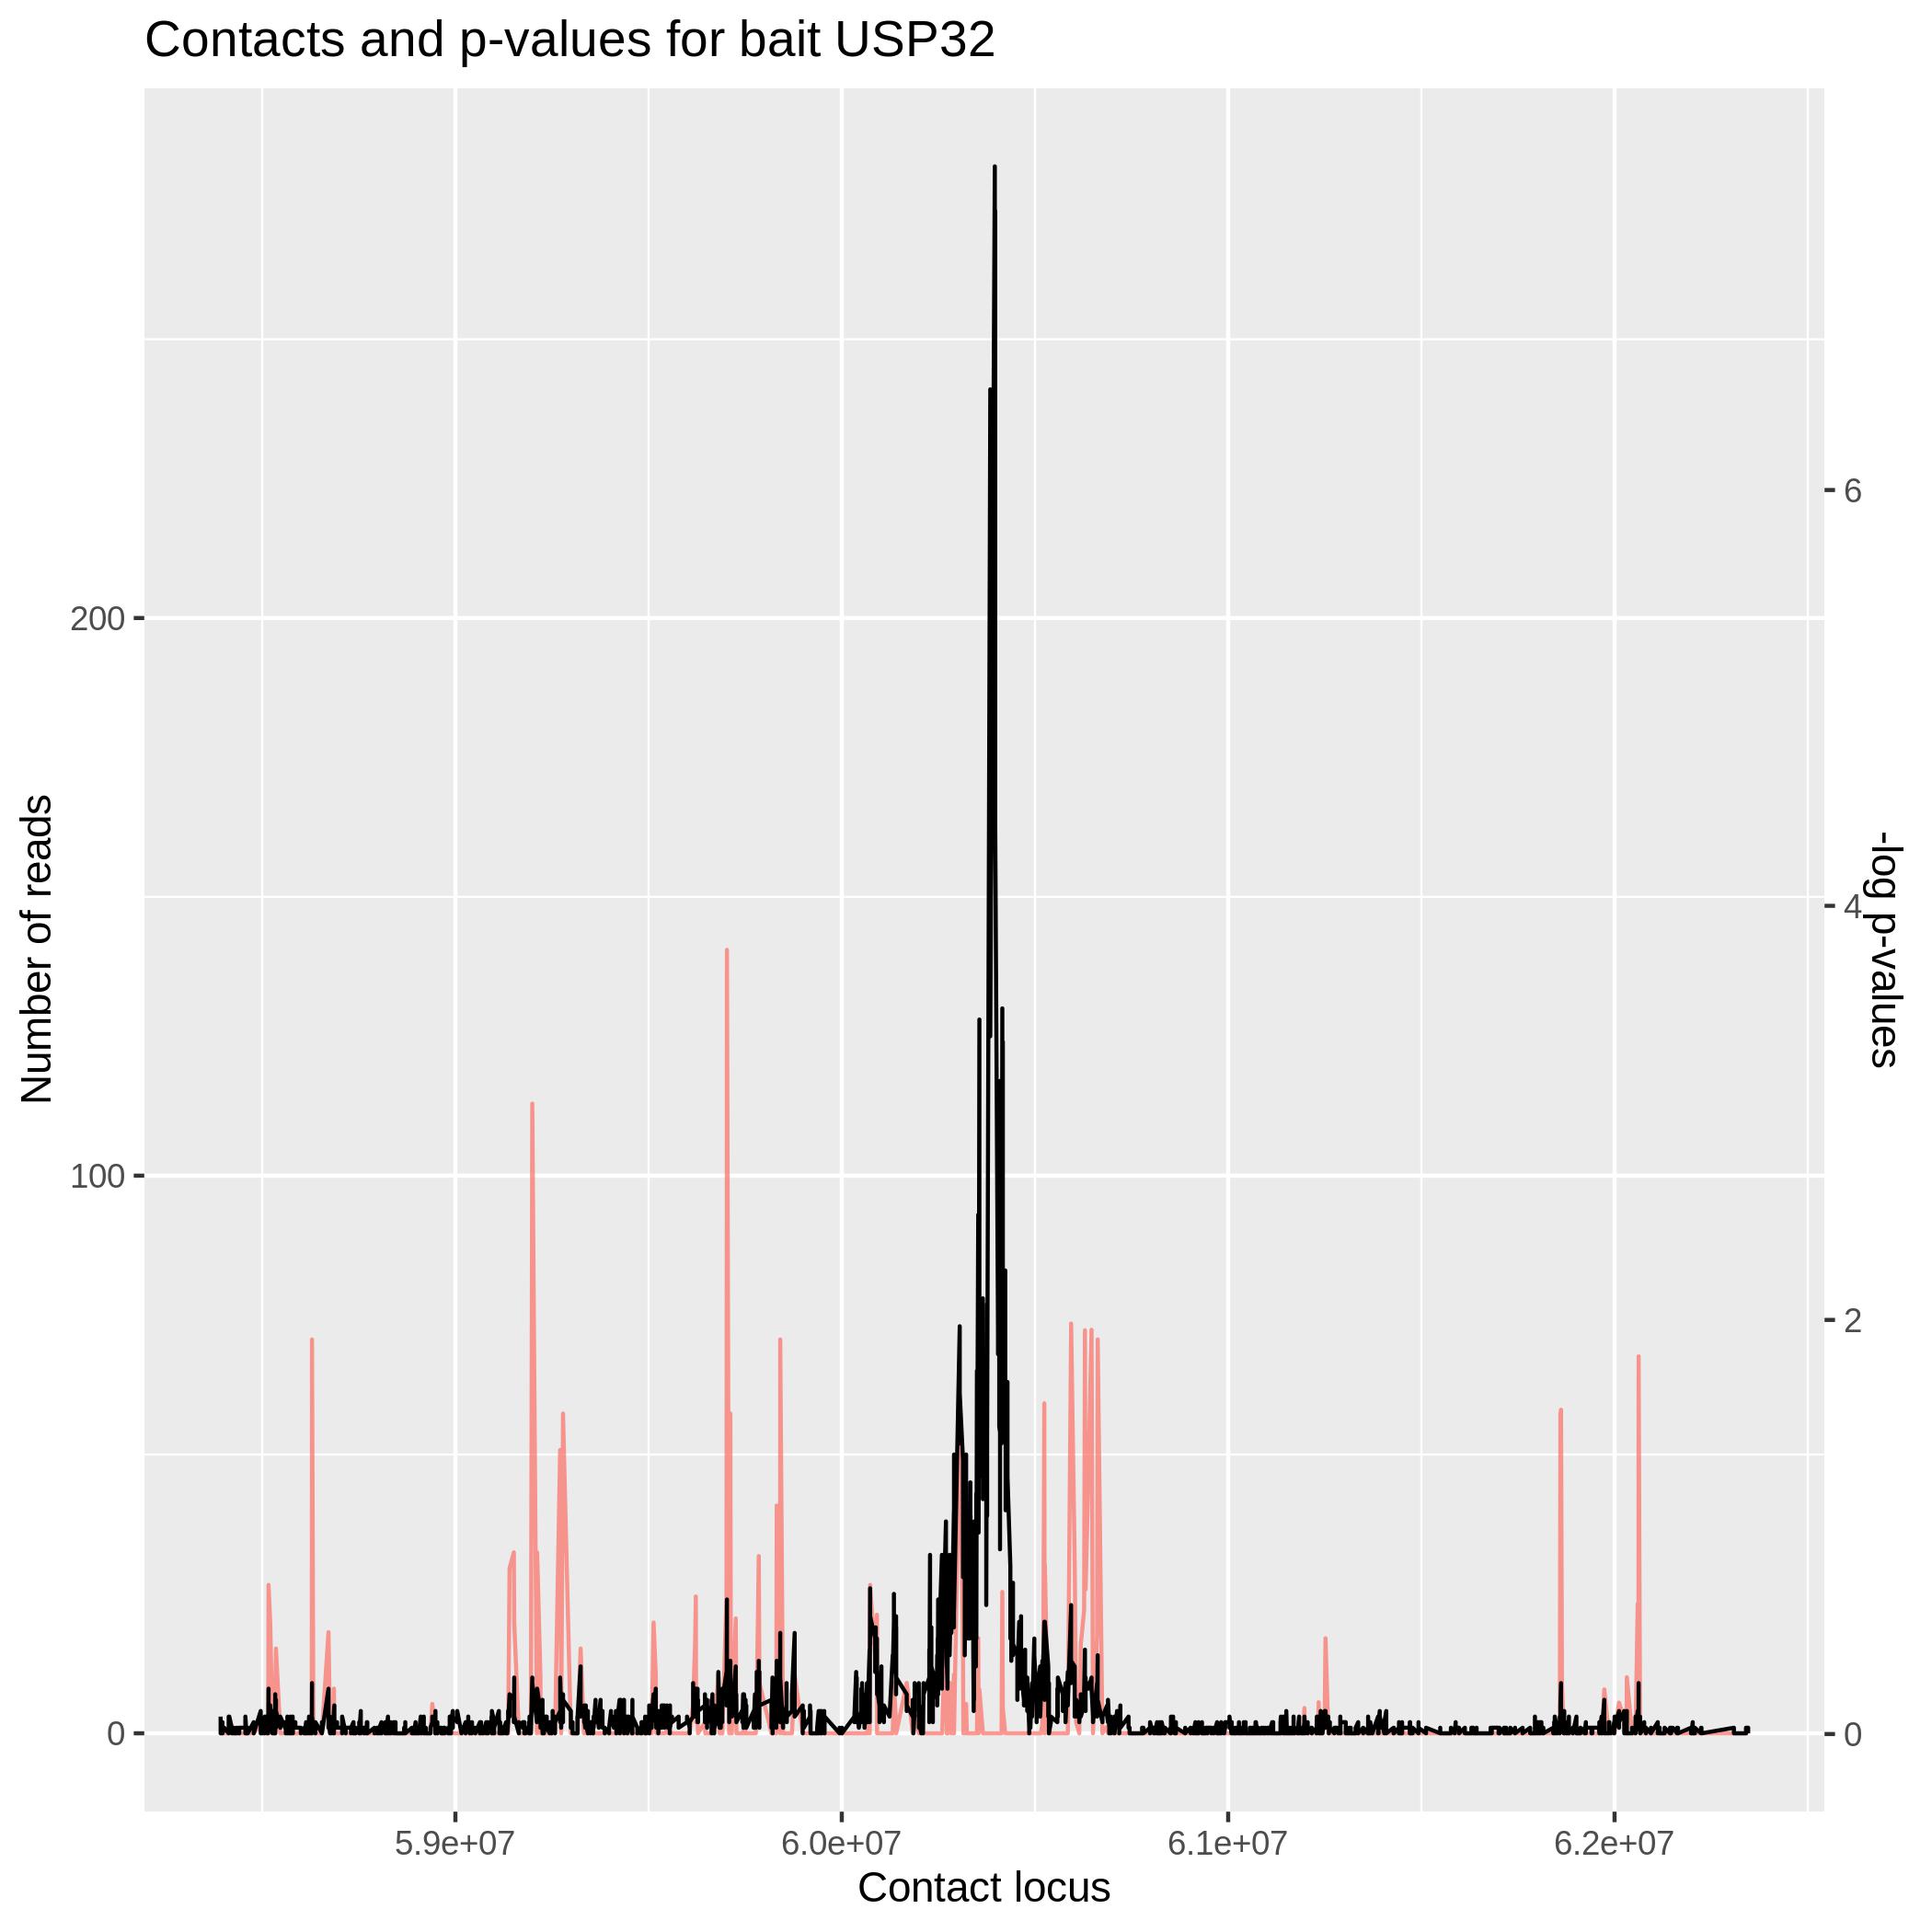 Contacts and p-values for bait USP32
Number of reads
200
100
0
6
4
2
0
-log p-values
5.9e+07 6.0e+07 6.1e+07 6.2e+07
Contact locus